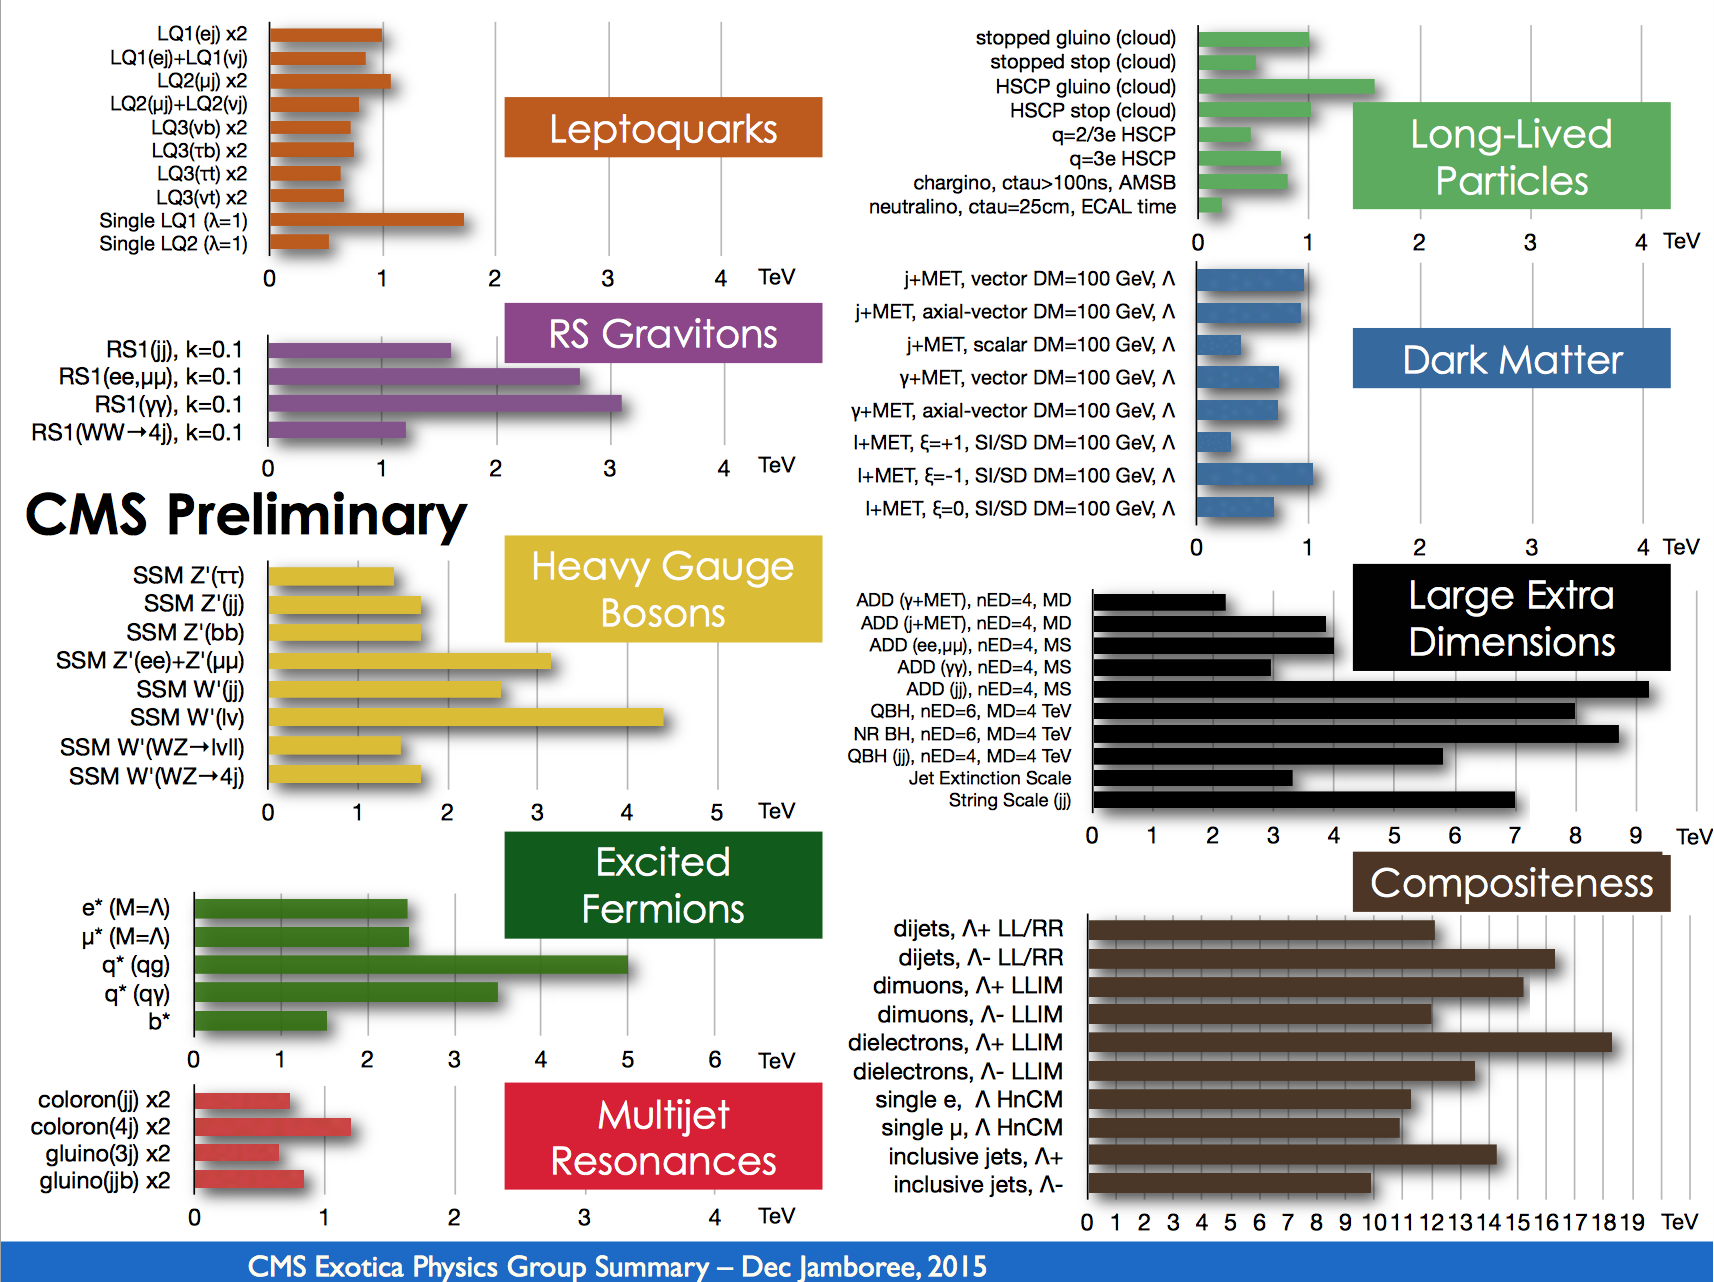 LQ1(ej) x2
LQ1(ej)+LQ1(νj)
LQ2(μj) x2
LQ2(μj)+LQ2(νj)
LQ3(νb) x2
LQ3(τb) x2
LQ3(τt) x2
LQ3(vt) x2
Single LQ1 (λ=1)
Single LQ2 (λ=1)
0 1 2 3 4 TeV
Leptoquarks
RS Gravitons
RS1(jj), k=0.1
RS1(ee,μμ), k=0.1
RS1(γγ), k=0.1
RS1(WW→4j), k=0.1
0 1 2 3 4 TeV
CMS Preliminary
Heavy Gauge
Bosons
SSM Z'(ττ)
SSM Z'(jj)
SSM Z'(bb)
SSM Z'(ee)+Z'(μμ)
SSM W'(jj)
SSM W'(lv)
SSM W'(WZ→lvll)
SSM W'(WZ→4j)
0 1 2 3 4 5 TeV
Excited
Fermions
e* (M=Λ)
μ* (M=Λ)
q* (qg)
q* (qγ)
b*
0 1 2 3 4 5 6 TeV
Multijet
Resonances
coloron(jj) x2
coloron(4j) x2
gluino(3j) x2
gluino(jjb) x2
0 1 2 3 4 TeV
stopped gluino (cloud)
stopped stop (cloud)
HSCP gluino (cloud)
HSCP stop (cloud)
q=2/3e HSCP
q=3e HSCP
chargino, ctau>100ns, AMSB
neutralino, ctau=25cm, ECAL time
0 1 2 3 4 TeV
Long-Lived
Particles
j+MET, vector DM=100 GeV, Λ
j+MET, axial-vector DM=100 GeV, Λ
j+MET, scalar DM=100 GeV, Λ
γ+MET, vector DM=100 GeV, Λ
γ+MET, axial-vector DM=100 GeV, Λ
l+MET, ξ=+1, SI/SD DM=100 GeV, Λ
l+MET, ξ=-1, SI/SD DM=100 GeV, Λ
l+MET, ξ=0, SI/SD DM=100 GeV, Λ
0 1 2 3 4 TeV
Dark Matter
Large Extra
Dimensions
ADD (γ+MET), nED=4, MD
ADD (j+MET), nED=4, MD
ADD (ee,μμ), nED=4, MS
ADD (γγ), nED=4, MS
ADD (jj), nED=4, MS
QBH, nED=6, MD=4 TeV
NR BH, nED=6, MD=4 TeV
QBH (jj), nED=4, MD=4 TeV
Jet Extinction Scale
String Scale (jj)
0 1 2 3 4 5 6 7 8 9 TeV
Compositeness
dijets, Λ+ LL/RR
dijets, Λ- LL/RR
dimuons, Λ+ LLIM
dimuons, Λ- LLIM
dielectrons, Λ+ LLIM
dielectrons, Λ- LLIM
single e, Λ HnCM
single μ, Λ HnCM
inclusive jets, Λ+
inclusive jets, Λ-
0 1 2 3 4 5 6 7 8 9 10 11 12 13 14 15 16 17 18 19 TeV
CMS Exotica Physics Group Summary – Dec Jamboree, 2015